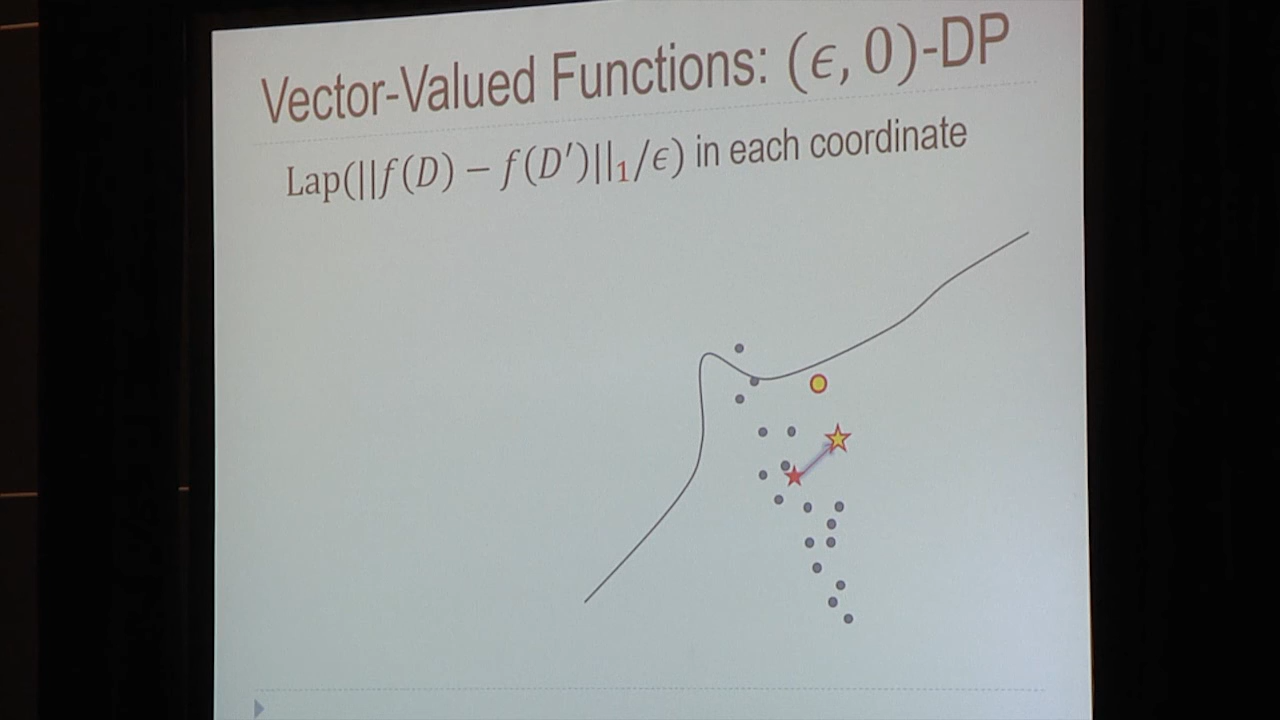 Vector-Valued Functions: (ϵ, 0)-DP
Lap(||f(D) − f(D′)||₁/ϵ) in each coordinate